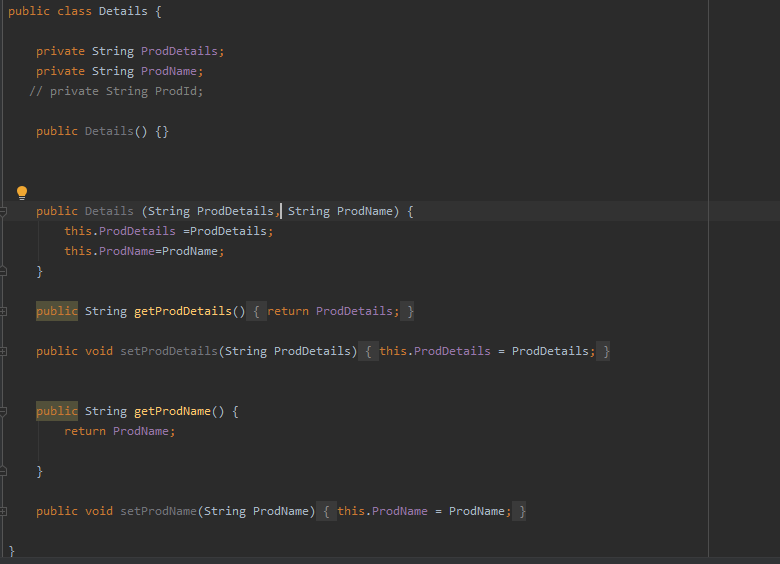 public class Details {
private String ProdDetails;
private String ProdName;
// private String ProdId;
public Details() {}
public Details (String ProdDetails, String ProdName) {
this.ProdDetails =ProdDetails;
this.ProdName=ProdName;
}
public String getProdDetails() { return ProdDetails; }
public void setProdDetails(String ProdDetails) { this.ProdDetails = ProdDetails; }
public String getProdName() {
return ProdName;
}
public void setProdName(String ProdName) { this.ProdName = ProdName; }
}